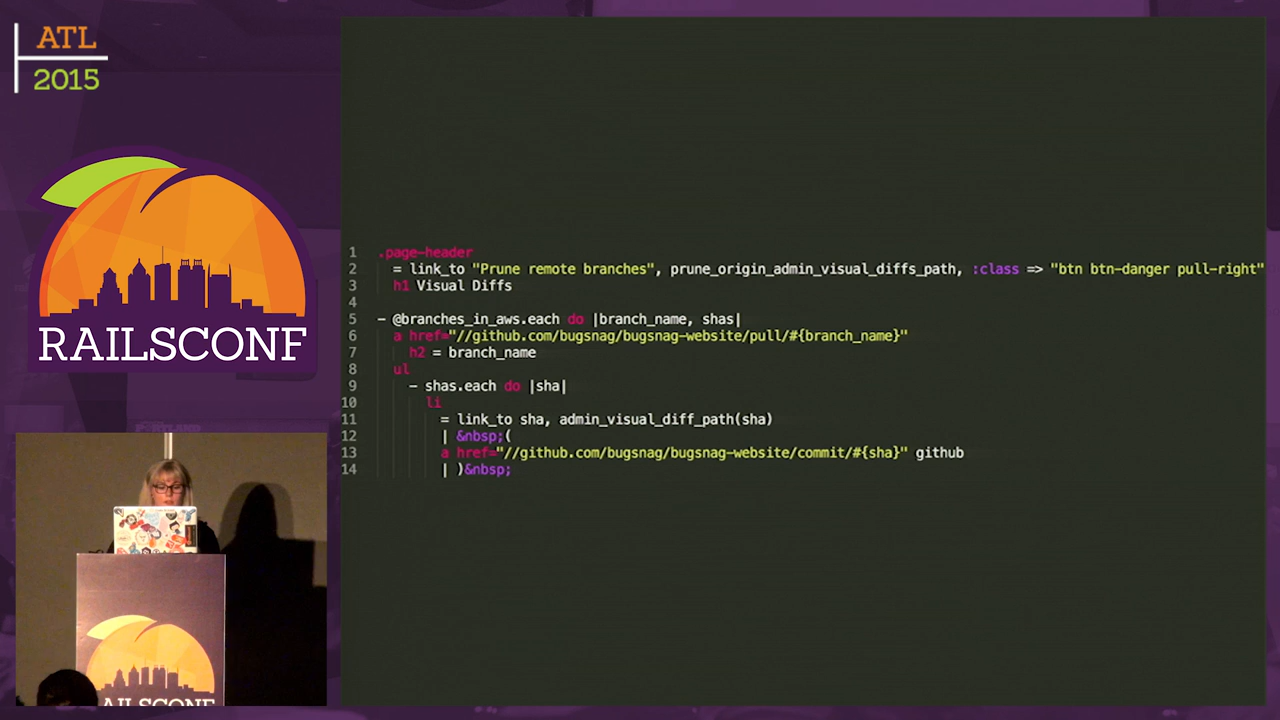 ATL
2015
RAILSCONF
1 .page-header
2 = link_to "Prune remote branches", prune_origin_admin_visual_diffs_path, :class => "btn btn-danger pull-right"
3 h1 Visual Diffs
4
5 - @branches_in_aws.each do |branch_name, shas|
6 a href="//github.com/bugsnag/bugsnag-website/pull/#{branch_name}"
7 h2 = branch_name
8 ul
9 - shas.each do |sha|
10 li
11 = link_to sha, admin_visual_diff_path(sha)
12 | &nbsp;(
13 a href="//github.com/bugsnag/bugsnag-website/commit/#{sha}" github
14 | )&nbsp;
RAILSCONF